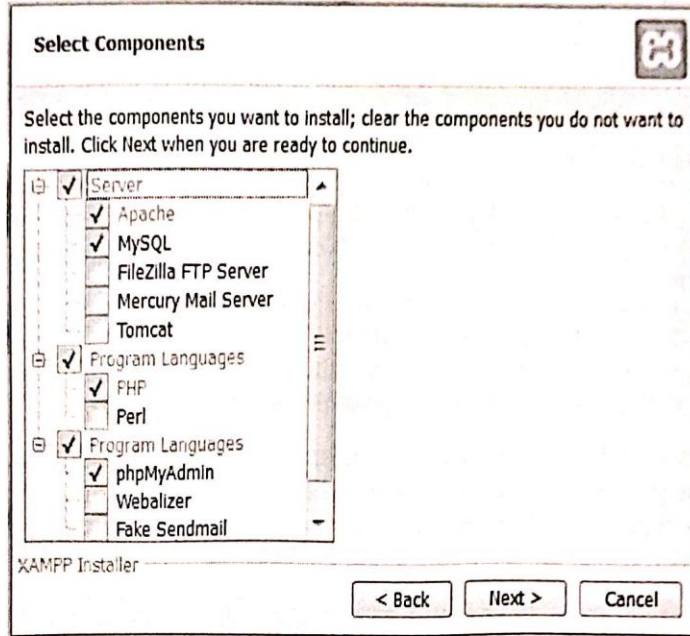 Select Components
Select the components you want to install; clear the components you do not want to
install. Click Next when you are ready to continue.
Server
Apache
MySQL
FileZilla FTP Server
Mercury Mail Server
Tomcat
Program Languages
PHP
Perl
Program Languages
phpMyAdmin
Webalizer
Fake Sendmail
XAMPP Installer
< Back Next > Cancel